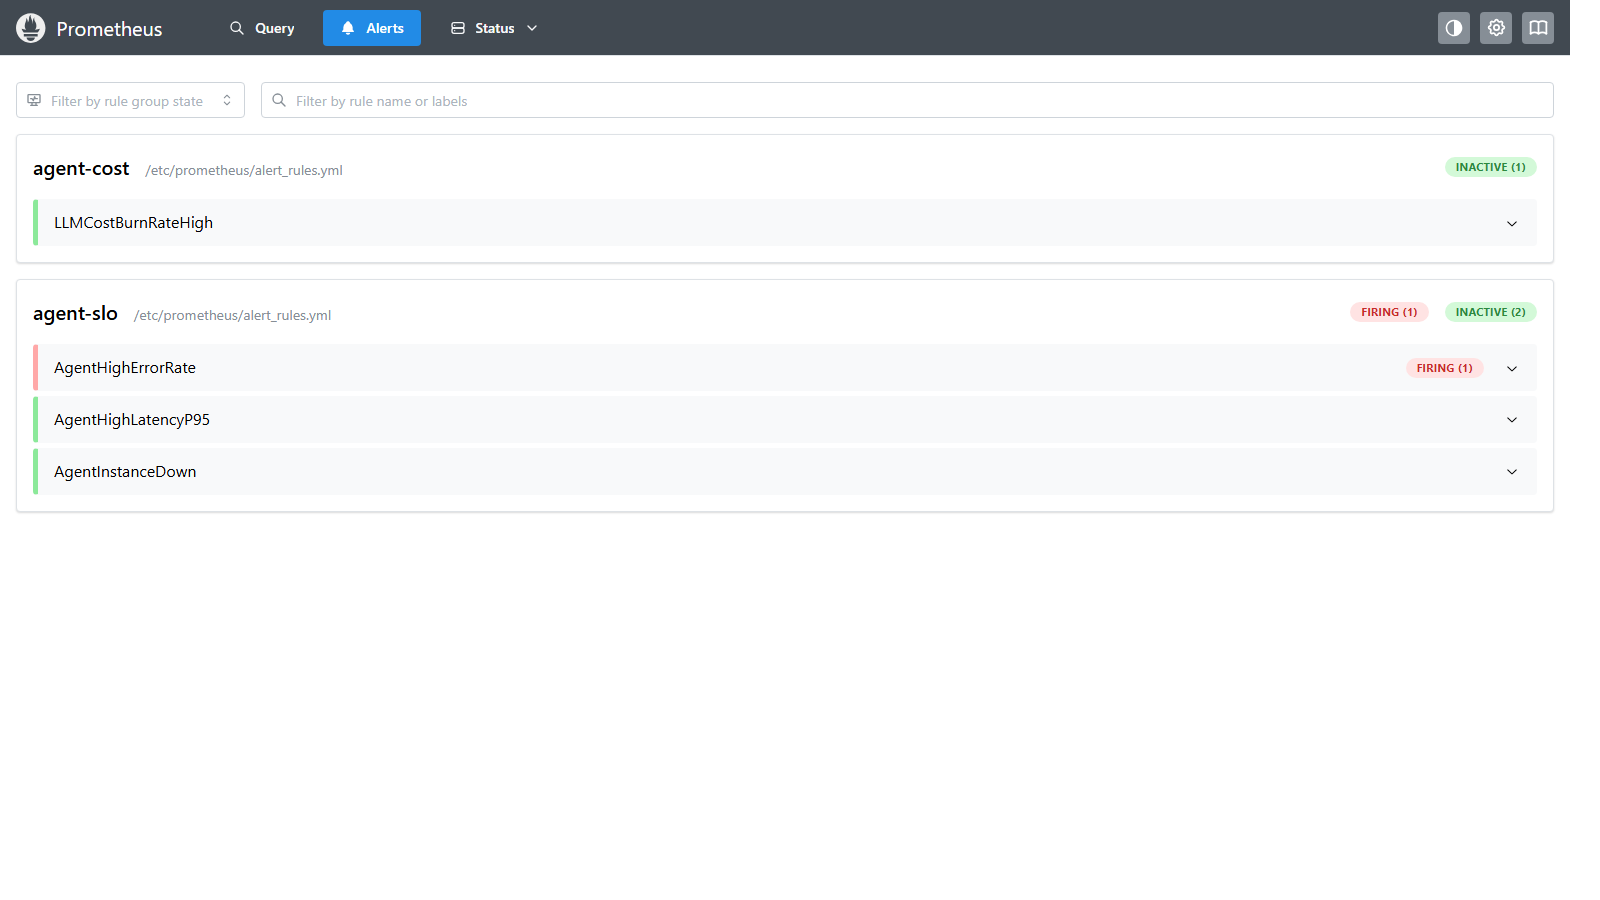 Prometheus Query Alerts Status
Filter by rule group state Filter by rule name or labels
agent-cost /etc/prometheus/alert_rules.yml INACTIVE (1)
LLMCostBurnRateHigh
agent-slo /etc/prometheus/alert_rules.yml FIRING (1) INACTIVE (2)
AgentHighErrorRate FIRING (1)
AgentHighLatencyP95
AgentInstanceDown